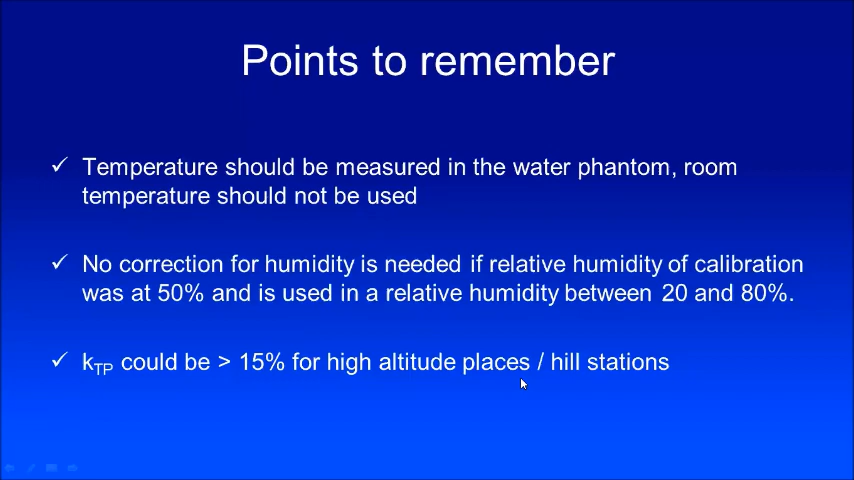 Points to remember
✓ Temperature should be measured in the water phantom, room
temperature should not be used
✓ No correction for humidity is needed if relative humidity of calibration
was at 50% and is used in a relative humidity between 20 and 80%.
✓ kTP could be > 15% for high altitude places / hill stations